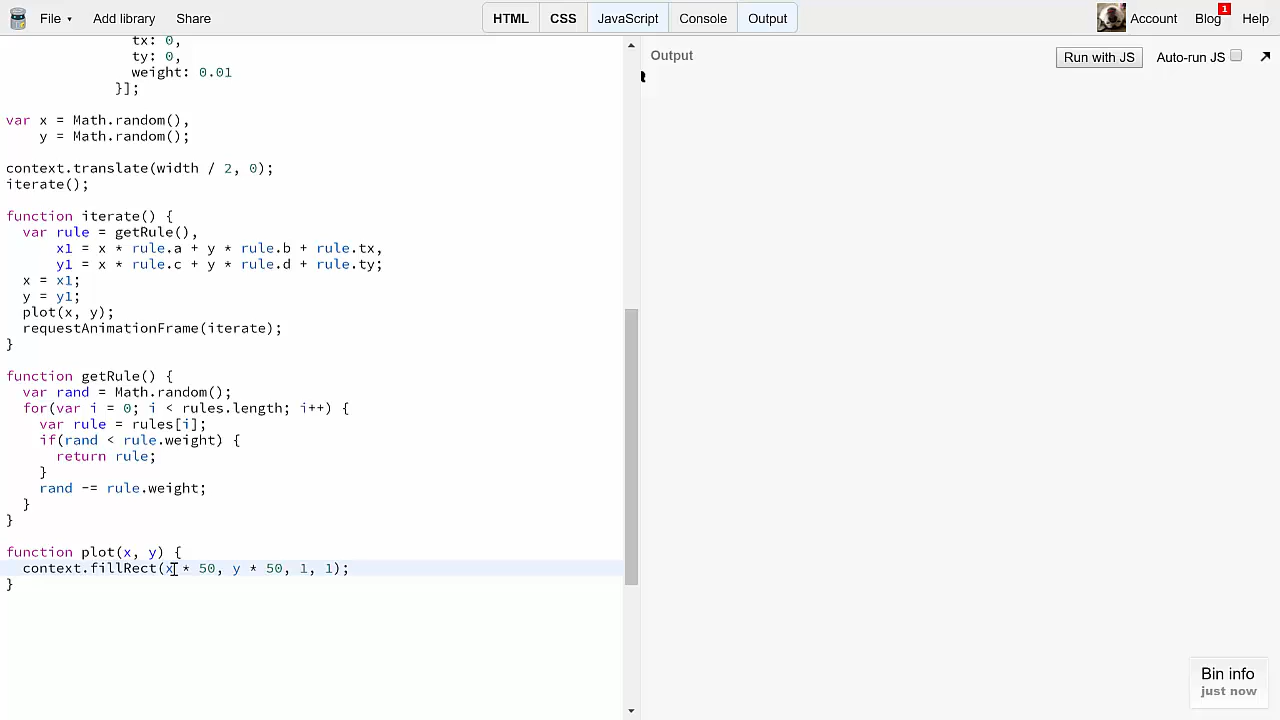 File ▾ Add library Share HTML CSS JavaScript Console Output Account Blog 1 Help
tx: 0,
ty: 0,
weight: 0.01
}];
var x = Math.random(),
y = Math.random();
context.translate(width / 2, 0);
iterate();
function iterate() {
var rule = getRule(),
x1 = x * rule.a + y * rule.b + rule.tx,
y1 = x * rule.c + y * rule.d + rule.ty;
x = x1;
y = y1;
plot(x, y);
requestAnimationFrame(iterate);
}
function getRule() {
var rand = Math.random();
for(var i = 0; i < rules.length; i++) {
var rule = rules[i];
if(rand < rule.weight) {
return rule;
}
rand -= rule.weight;
}
}
function plot(x, y) {
context.fillRect(x * 50, y * 50, 1, 1);
}
Output Run with JS Auto-run JS
Bin info
just now